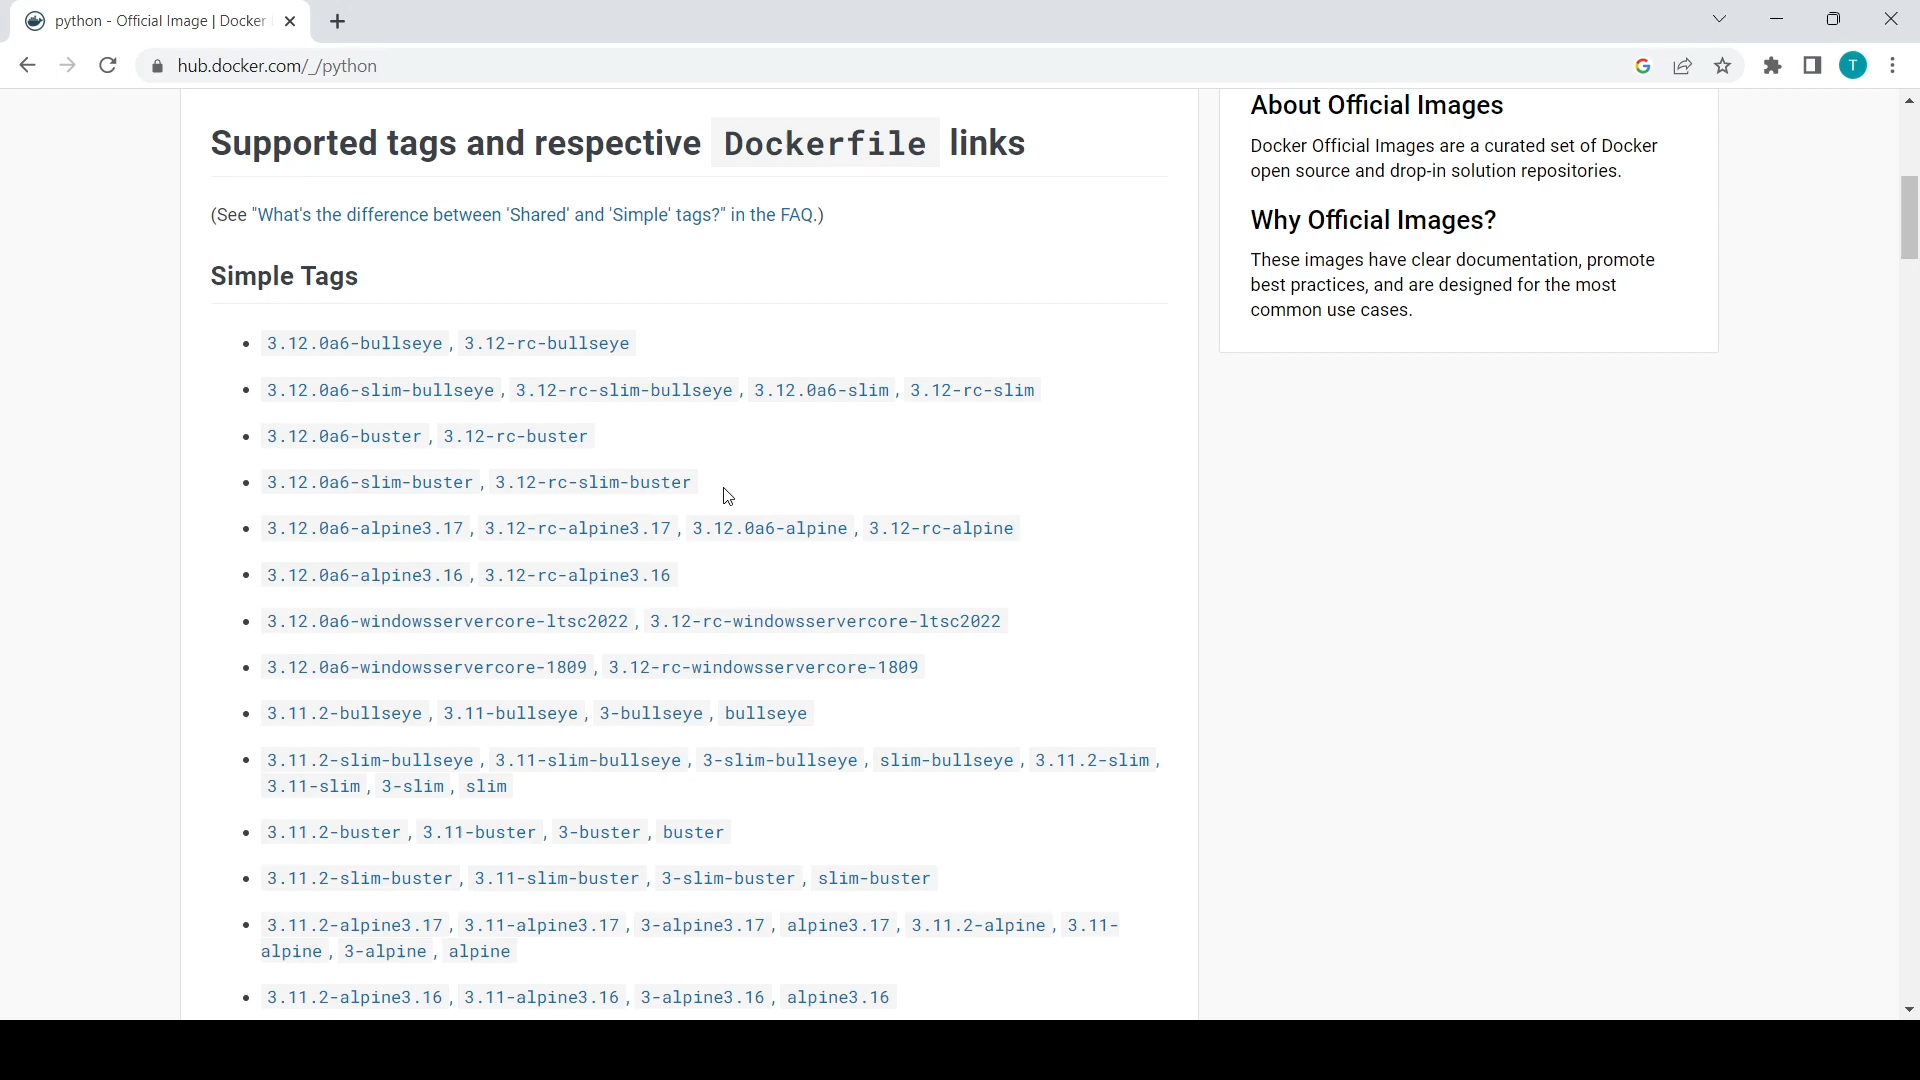 python - Official Image | Docker
hub.docker.com/_/python
T
Supported tags and respective Dockerfile links
(See "What's the difference between 'Shared' and 'Simple' tags?" in the FAQ.)
Simple Tags
3.12.0a6-bullseye, 3.12-rc-bullseye
3.12.0a6-slim-bullseye, 3.12-rc-slim-bullseye, 3.12.0a6-slim, 3.12-rc-slim
3.12.0a6-buster, 3.12-rc-buster
3.12.0a6-slim-buster, 3.12-rc-slim-buster
3.12.0a6-alpine3.17, 3.12-rc-alpine3.17, 3.12.0a6-alpine, 3.12-rc-alpine
3.12.0a6-alpine3.16, 3.12-rc-alpine3.16
3.12.0a6-windowsservercore-ltsc2022, 3.12-rc-windowsservercore-ltsc2022
3.12.0a6-windowsservercore-1809, 3.12-rc-windowsservercore-1809
3.11.2-bullseye, 3.11-bullseye, 3-bullseye, bullseye
3.11.2-slim-bullseye, 3.11-slim-bullseye, 3-slim-bullseye, slim-bullseye, 3.11.2-slim,
3.11-slim, 3-slim, slim
3.11.2-buster, 3.11-buster, 3-buster, buster
3.11.2-slim-buster, 3.11-slim-buster, 3-slim-buster, slim-buster
3.11.2-alpine3.17, 3.11-alpine3.17, 3-alpine3.17, alpine3.17, 3.11.2-alpine, 3.11-
alpine, 3-alpine, alpine
3.11.2-alpine3.16, 3.11-alpine3.16, 3-alpine3.16, alpine3.16
About Official Images
Docker Official Images are a curated set of Docker
open source and drop-in solution repositories.
Why Official Images?
These images have clear documentation, promote
best practices, and are designed for the most
common use cases.